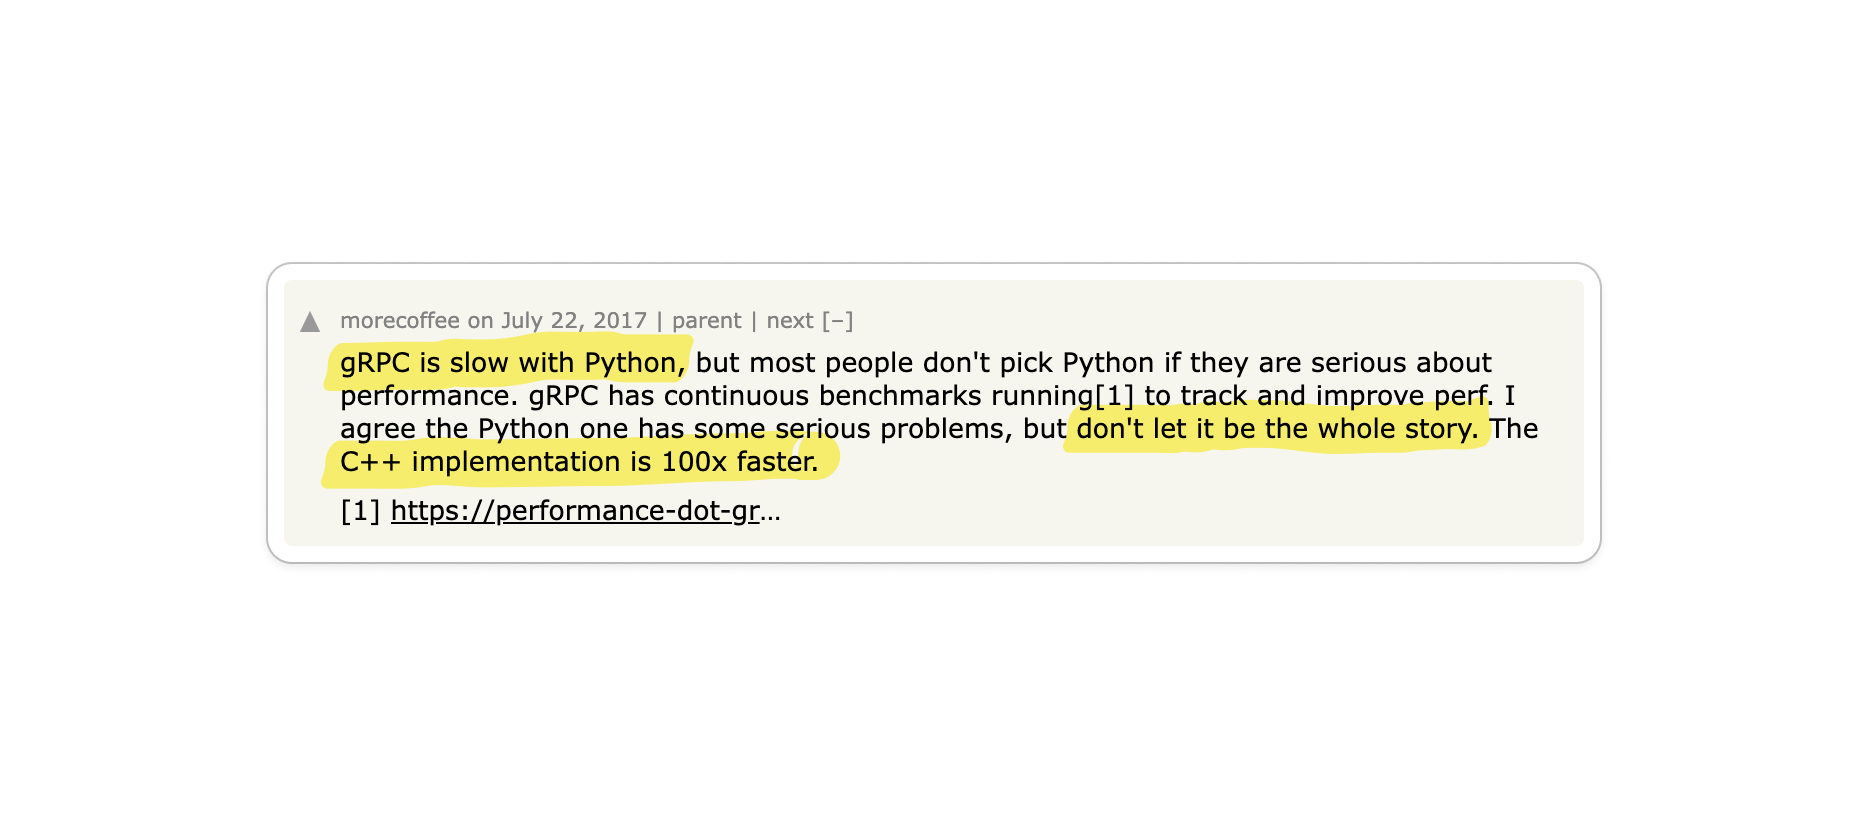 ▲ morecoffee on July 22, 2017 | parent | next [–]
gRPC is slow with Python, but most people don't pick Python if they are serious about
performance. gRPC has continuous benchmarks running[1] to track and improve perf. I
agree the Python one has some serious problems, but don't let it be the whole story. The
C++ implementation is 100x faster.
[1] https://performance-dot-gr...